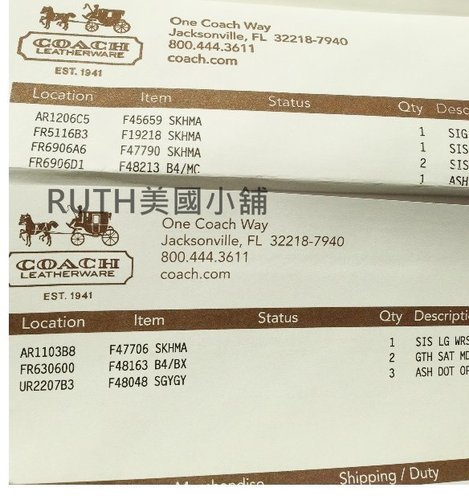 COACH
LEATHERWARE
EST. 1941
One Coach Way
Jacksonville, FL 32218-7940
800.444.3611
coach.com
Location Item Status Qty
AR1206C5 F45659 SKHMA 1 SIG
FR5116B3 F19218 SKHMA 1 SIS
FR6906A6 F47790 SKHMA 2 SIS
FR6906D1 F48213 B4/MC 1 ASH
RUTH美國小舖
COACH
LEATHERWARE
EST. 1941
One Coach Way
Jacksonville, FL 32218-7940
800.444.3611
coach.com
Location Item Status Qty Descripti
AR1103B8 F47706 SKHMA 1 SIS LG WRS
FR630600 F48163 B4/BX 2 GTH SAT MD
UR2207B3 F48048 SGYGY 3 ASH DOT OP
Merchandise Shipping / Duty